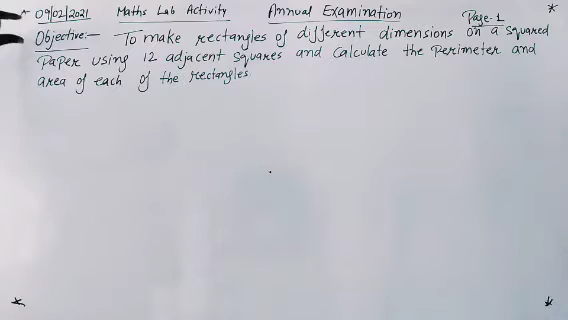 09/02/2021 Maths Lab Activity Annual Examination Page-1
Objective:- To make rectangles of different dimensions on a squared
Paper using 12 adjacent squares and calculate the Perimeter and
area of each of the rectangles.